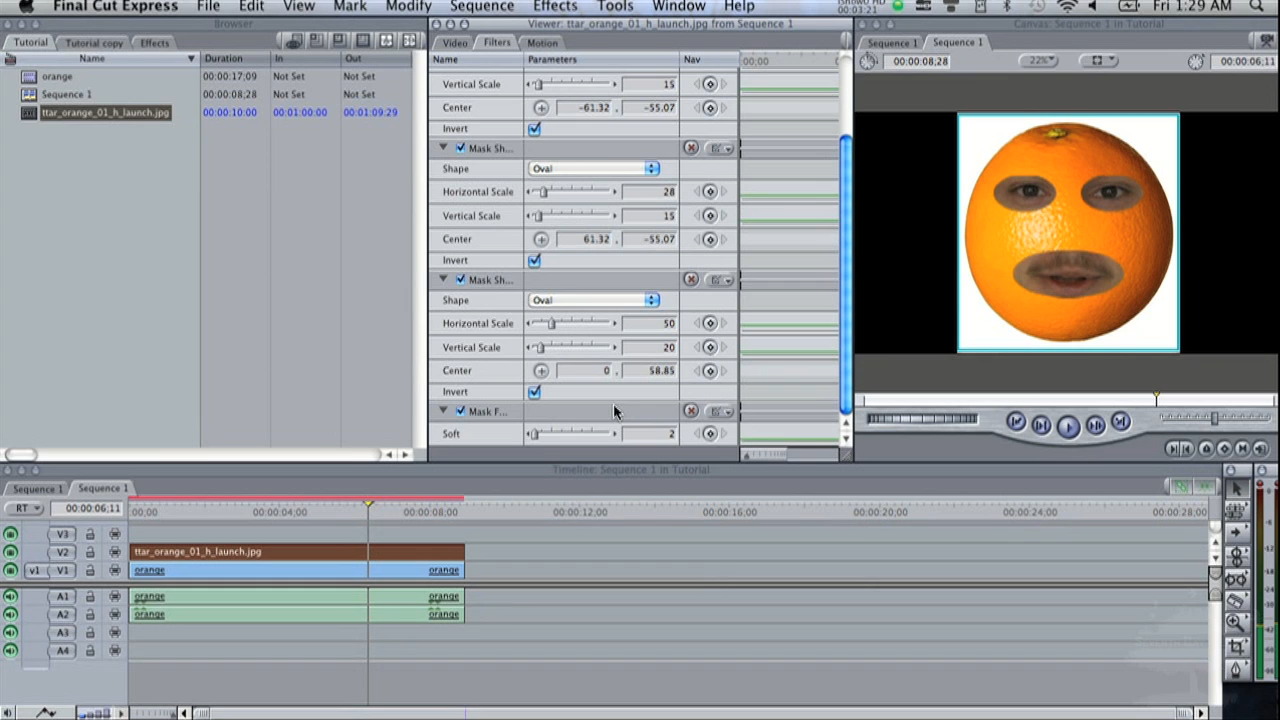 Final Cut Express File Edit View Mark Modify Sequence Effects Tools Window Help 00:03:21 Fri 1:29 AM
Browser
Tutorial Tutorial copy Effects
Name Duration In Out
orange 00:00:17;09 Not Set Not Set
Sequence 1 00:00:08;28 Not Set Not Set
ttar_orange_01_h_launch.jpg 00:00:10:00 00:01:00:00 00:01:09:29
Viewer: ttar_orange_01_h_launch.jpg from Sequence 1
Video Filters Motion
Name Parameters Nav 00;00
Vertical Scale 15
Center -61.32 , -55.07
Invert
Mask Sh...
Shape Oval
Horizontal Scale 28
Vertical Scale 15
Center 61.32 , -55.07
Invert
Mask Sh...
Shape Oval
Horizontal Scale 50
Vertical Scale 20
Center 0 , 58.85
Invert
Mask F...
Soft 2
Canvas: Sequence 1 in Tutorial
Sequence 1 Sequence 1
00:00:08;28 22% 00:00:06;11
Timeline: Sequence 1 in Tutorial
Sequence 1 Sequence 1
RT 00:00:06;11 00;00 00:00:04;00 00:00:08;00 00:00:12;00 00:00:16;00 00:00:20;00 00:00:24;00 00:00:28;00
V3
V2 ttar_orange_01_h_launch.jpg
v1 V1 orange orange
A1 orange orange
A2 orange orange
A3
A4